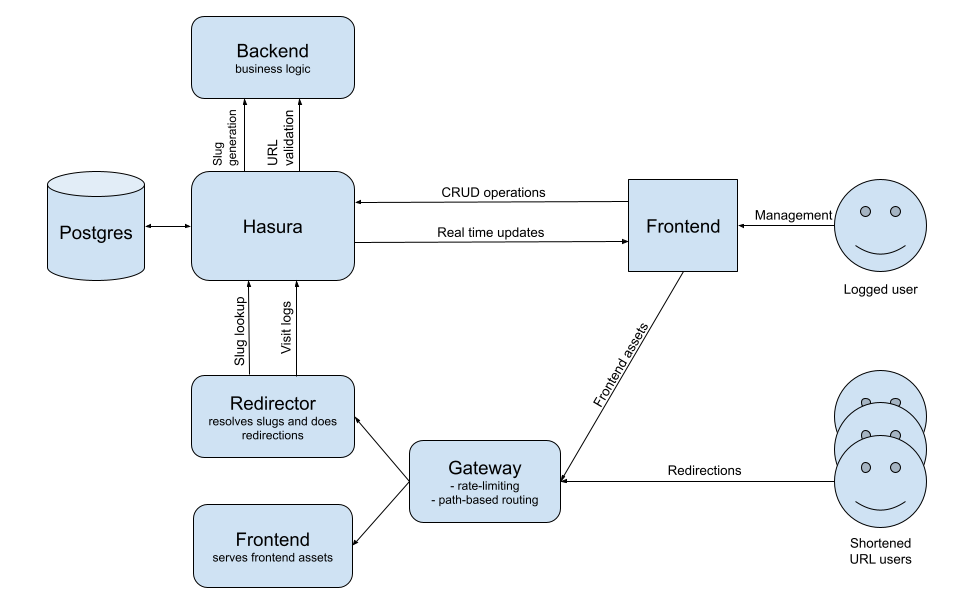 Backend
business logic
Slug
generation
URL
validation
Postgres
Hasura
CRUD operations
Real time updates
Frontend
Management
Logged user
Slug lookup
Visit logs
Frontend assets
Redirector
resolves slugs and does
redirections
Gateway
- rate-limiting
- path-based routing
Redirections
Frontend
serves frontend assets
Shortened
URL users